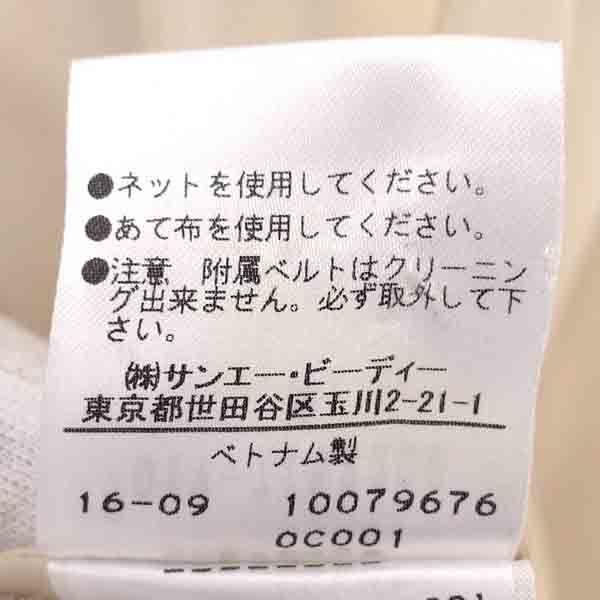 ●ネットを使用してください。
●あて布を使用してください。
●注意　附属ベルトはクリーニン
グ出来ません。必ず取外して下
さい。
㈱サンエー・ビーディー
東京都世田谷区玉川2-21-1
ベトナム製
16-09　10079676
0C001